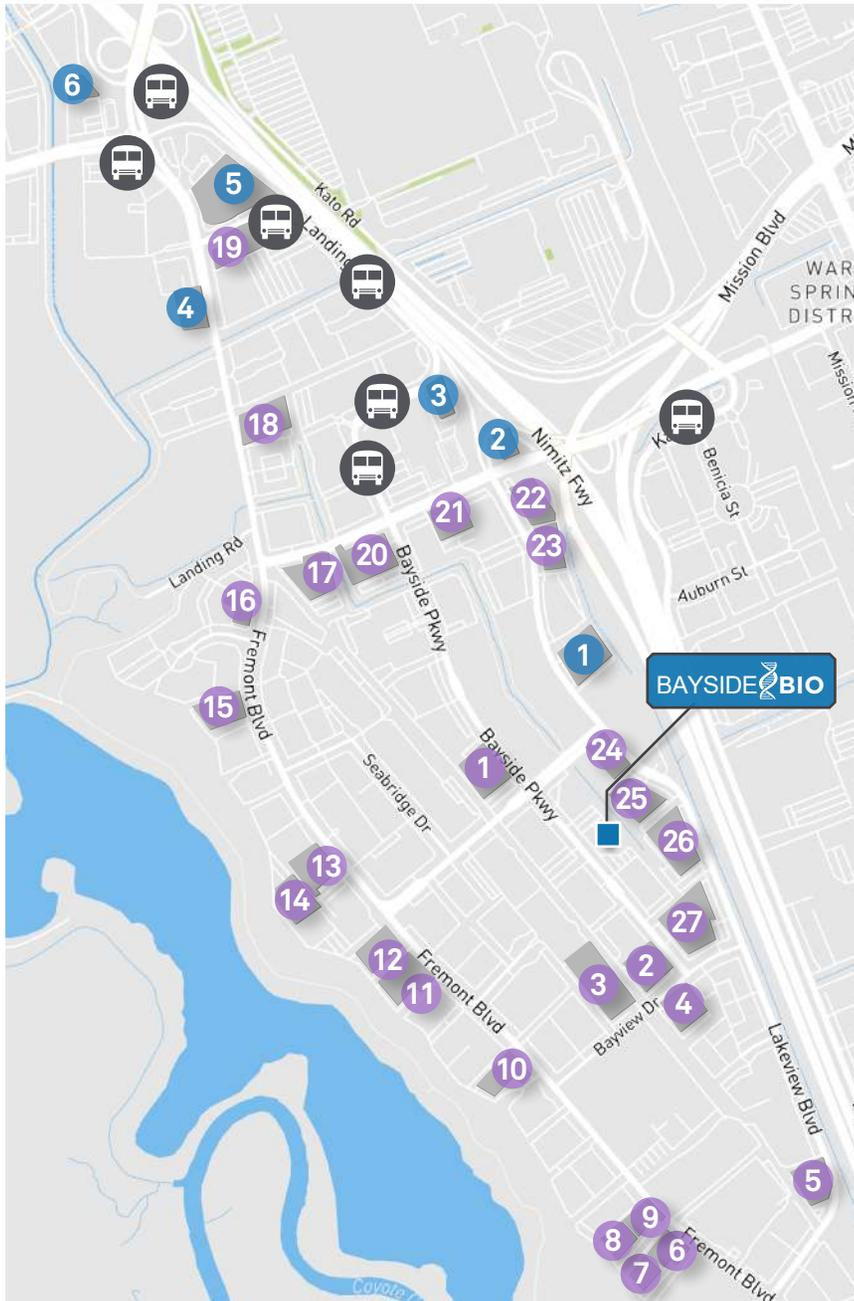 6
5
Kato Rd
19
Landing
4
Mission Blvd
WAR
SPRIN
DISTR
Mission
3
18
2
Nimitz Fwy
Ka
Benicia St
22
21
23
20
17
Landing Rd
Bayside Pkwy
Auburn St
16
Fremont Blvd
1
BAYSIDE BIO
15
24
1
Bayside Pkwy
Seabridge Dr
25
26
13
14
27
12
11
Fremont Blvd
2
3
4
Bayview Dr
10
Lakeview Blvd
5
9
8
6
7
Fremont Blvd
Coyote